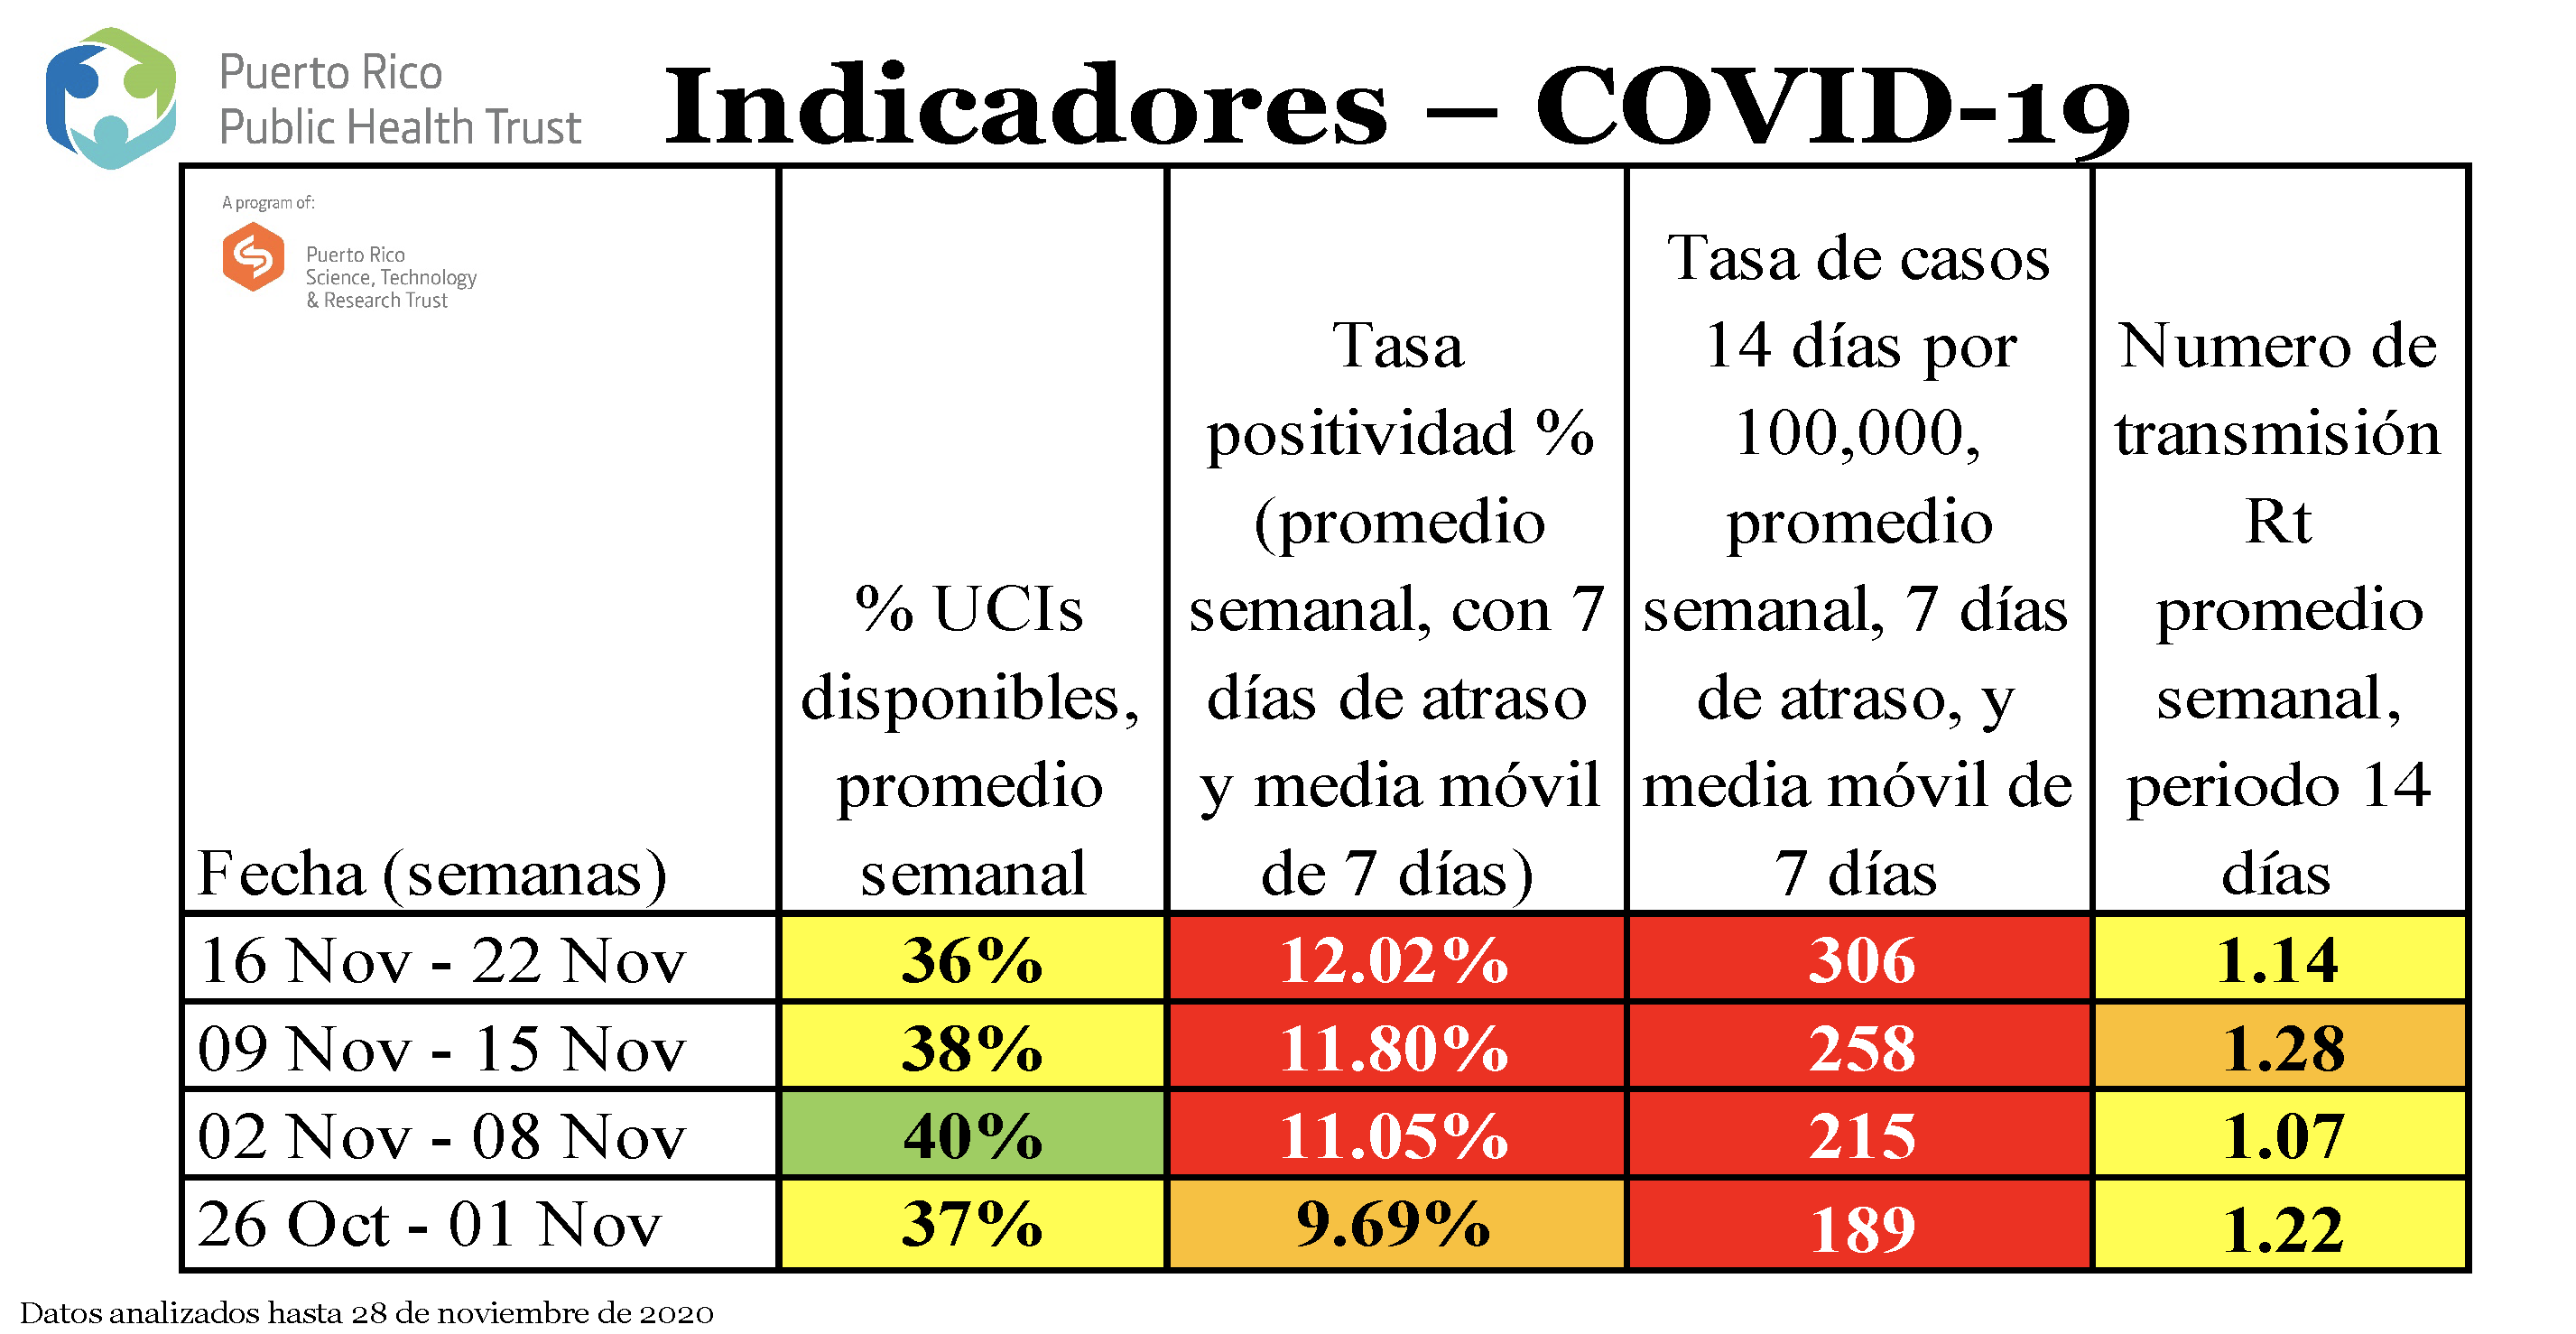 Puerto Rico
Public Health Trust
Indicadores – COVID-19
A program of:
Puerto Rico
Science, Technology
& Research Trust
Fecha (semanas)
% UCIs
disponibles,
promedio
semanal
Tasa
positividad %
(promedio
semanal, con 7
días de atraso
y media móvil
de 7 días)
Tasa de casos
14 días por
100,000,
promedio
semanal, 7 días
de atraso, y
media móvil de
7 días
Numero de
transmisión
Rt
promedio
semanal,
periodo 14
días
16 Nov - 22 Nov 36% 12.02% 306 1.14
09 Nov - 15 Nov 38% 11.80% 258 1.28
02 Nov - 08 Nov 40% 11.05% 215 1.07
26 Oct - 01 Nov 37% 9.69% 189 1.22
Datos analizados hasta 28 de noviembre de 2020